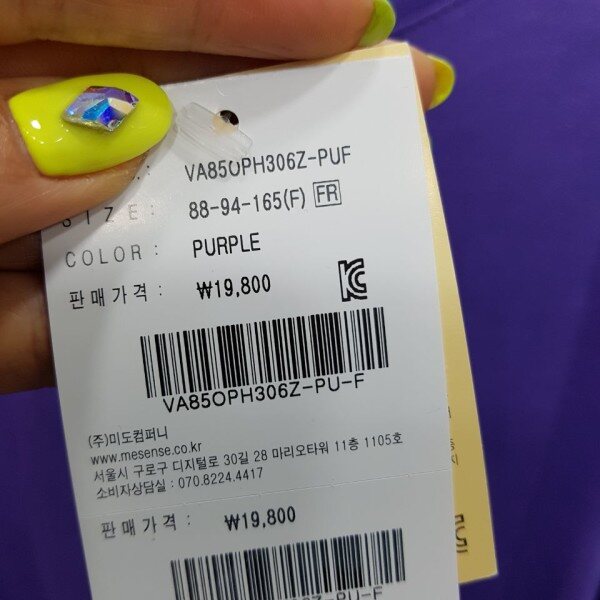 VA85OPH306Z-PUF
SIZE : 88-94-165(F) FR
COLOR : PURPLE
판매가격 : ₩19,800
VA85OPH306Z-PU-F
(주)미도컴퍼니
www.mesense.co.kr
서울시 구로구 디지털로 30길 28 마리오타워 11층 1105호
소비자상담실 : 070.8224.4417
판매가격 : ₩19,800